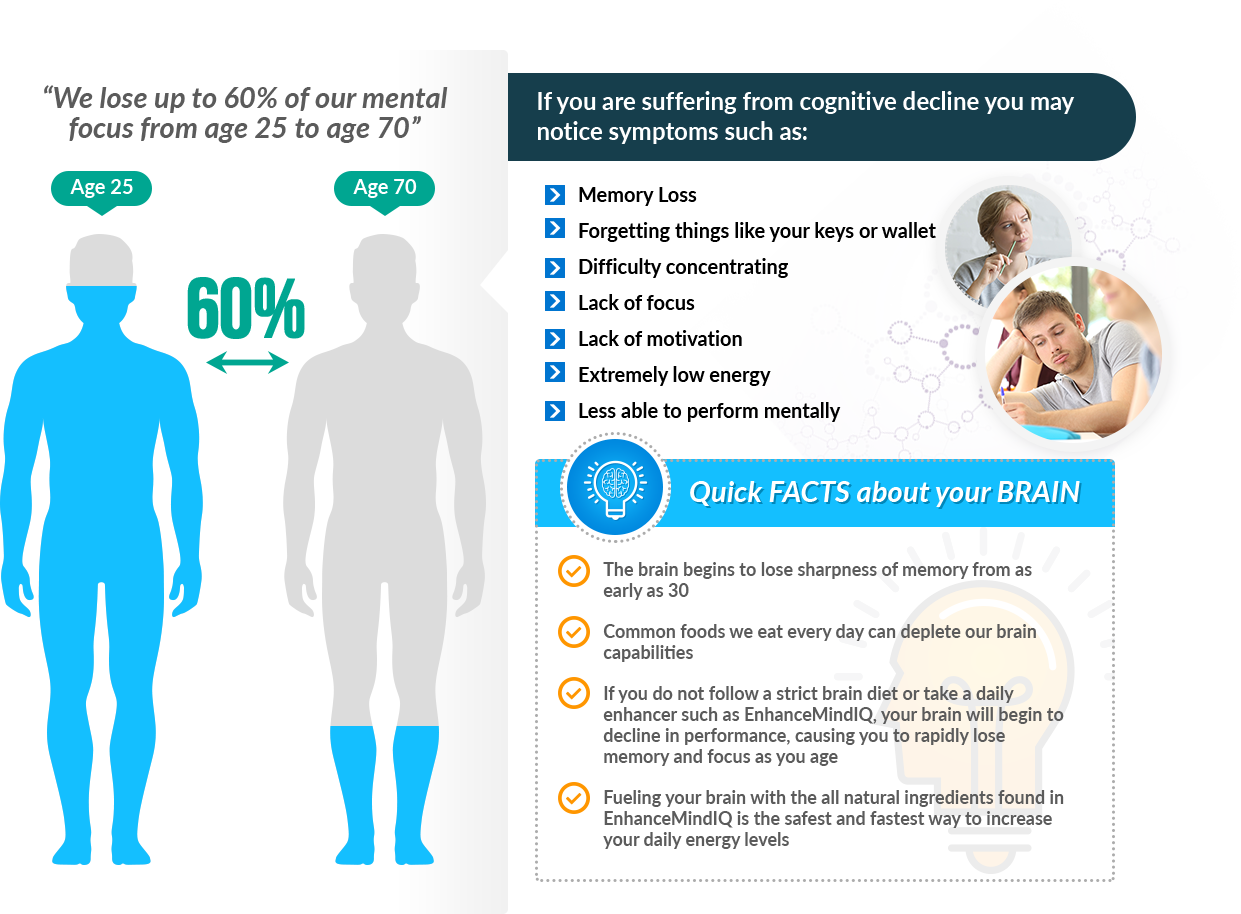 “We lose up to 60% of our mental
focus from age 25 to age 70”
Age 25
Age 70
60%
If you are suffering from cognitive decline you may
notice symptoms such as:
Memory Loss
Forgetting things like your keys or wallet
Difficulty concentrating
Lack of focus
Lack of motivation
Extremely low energy
Less able to perform mentally
Quick FACTS about your BRAIN
The brain begins to lose sharpness of memory from as
early as 30
Common foods we eat every day can deplete our brain
capabilities
If you do not follow a strict brain diet or take a daily
enhancer such as EnhanceMindIQ, your brain will begin to
decline in performance, causing you to rapidly lose
memory and focus as you age
Fueling your brain with the all natural ingredients found in
EnhanceMindIQ is the safest and fastest way to increase
your daily energy levels